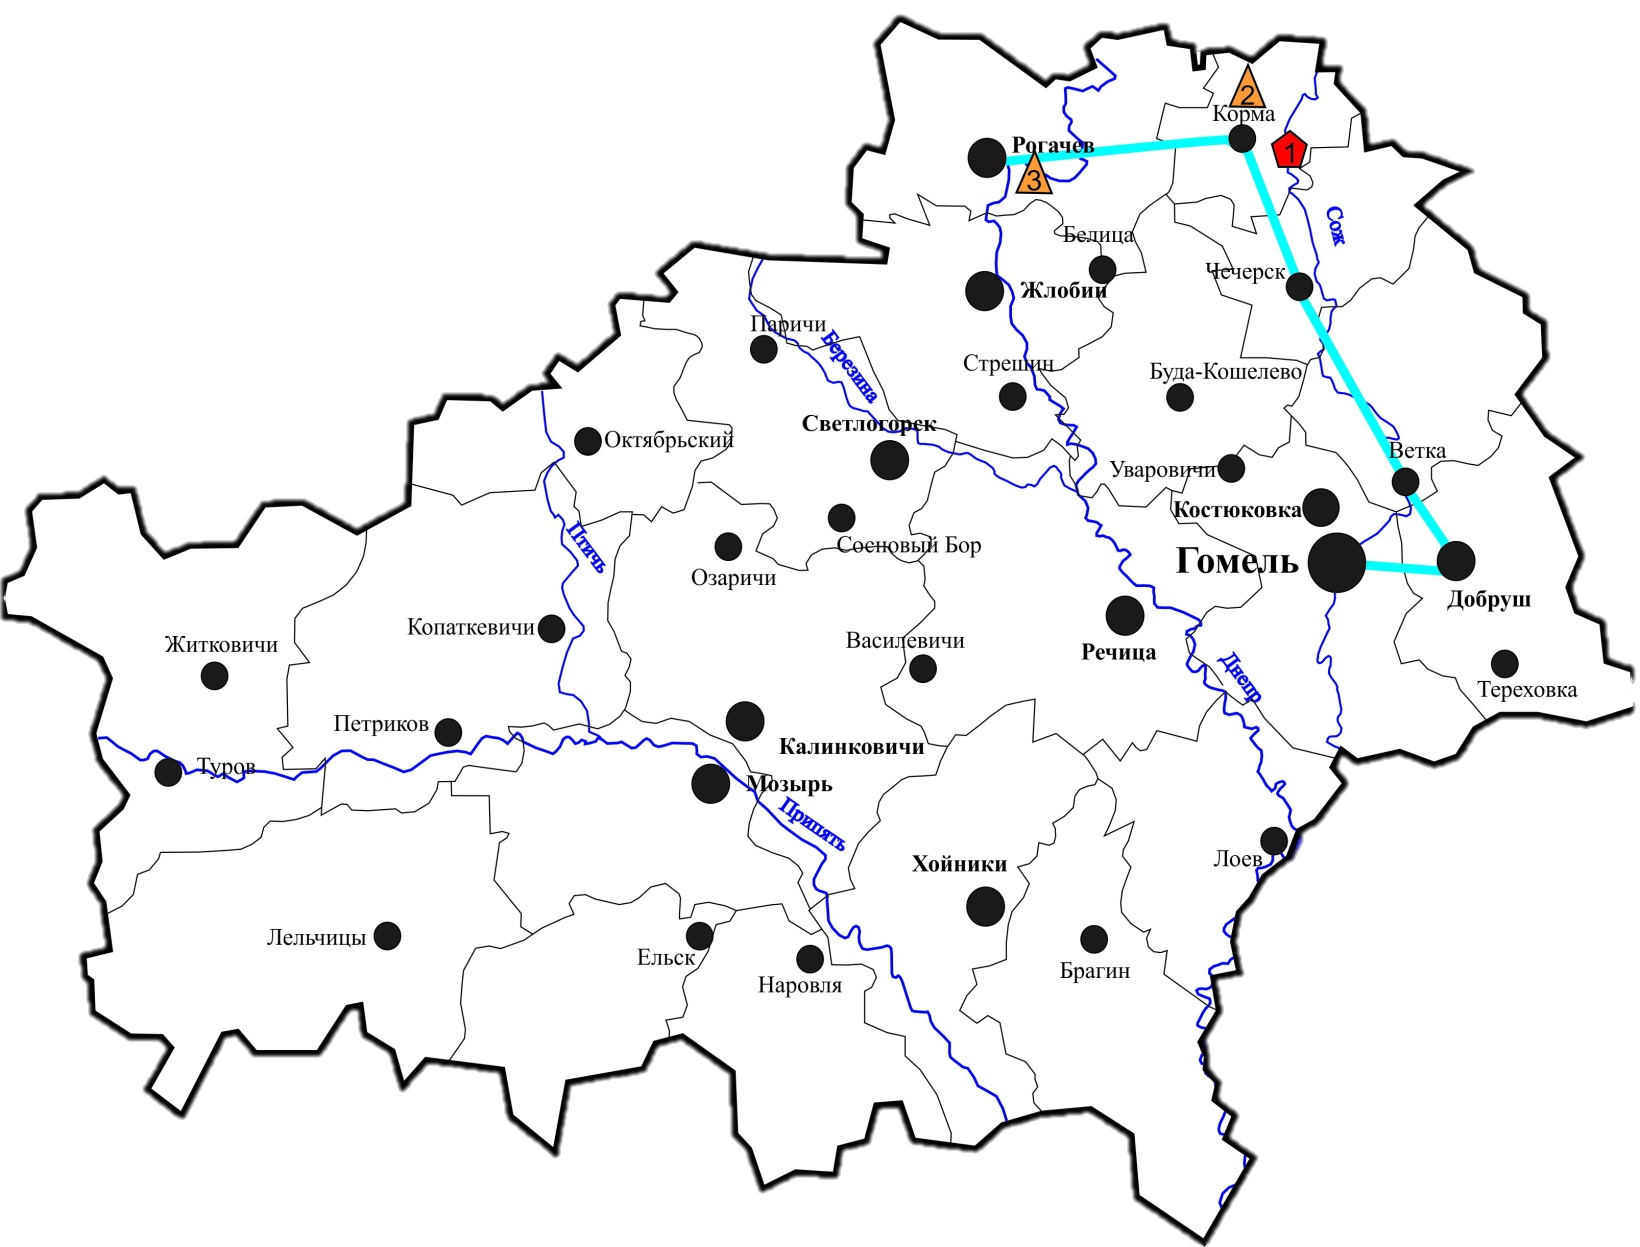 2
Корма
Рогачев
1
3
Сож
Белица
Чечерск
Жлобин
Паричи
Березина
Стрешин
Буда-Кошелево
Светлогорск
Октябрьский
Ветка
Уваровичи
Костюковка
Сосновый Бор
Птичь
Гомель
Озаричи
Добруш
Копаткевичи
Василевичи
Житковичи
Речица
Днепр
Тереховка
Петриков
Калинковичи
Туров
Мозырь
Припять
Хойники
Лоев
Лельчицы
Ельск
Наровля
Брагин